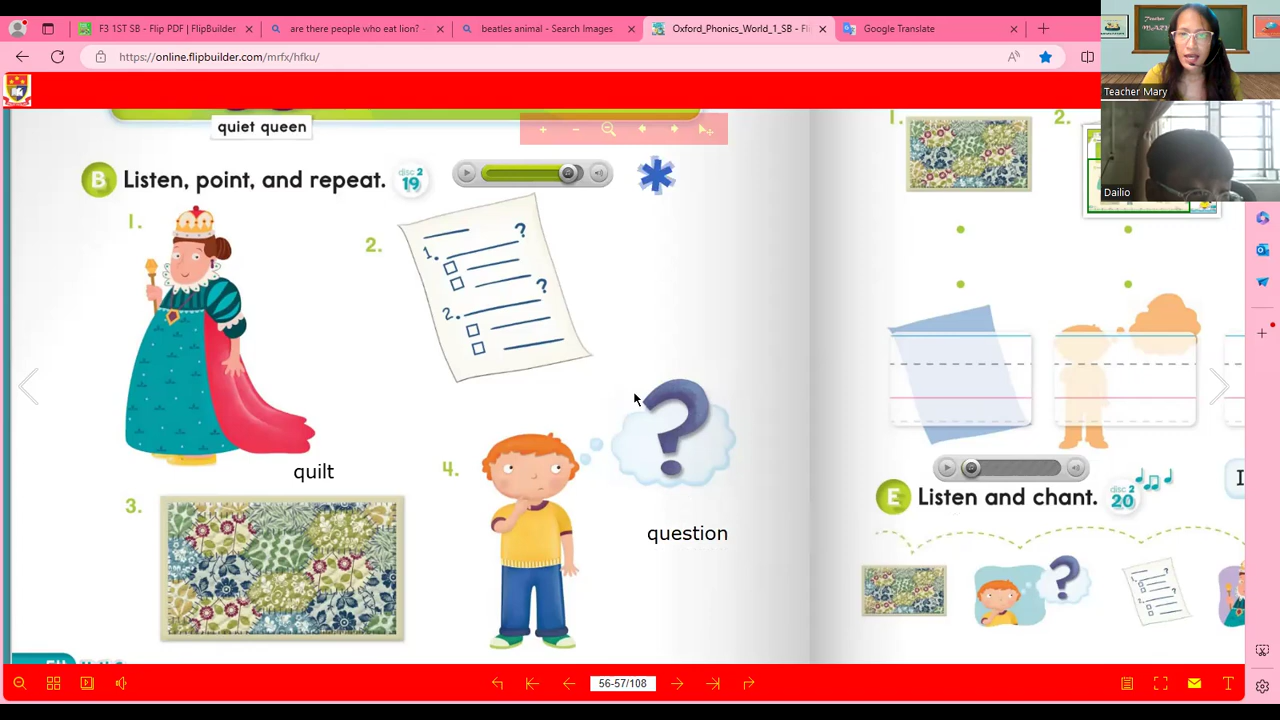 F3 1ST SB - Flip PDF | FlipBuilder
are there people who eat lion?
beatles animal - Search Images
Oxford_Phonics_World_1_SB - Fli
Google Translate
https://online.flipbuilder.com/mrfx/hfku/
Teacher Mary
Dailio
quiet queen
B Listen, point, and repeat. disc 2 19
1.
2.
?
1.
?
2.
quilt
3.
4.
?
question
1.
2.
E Listen and chant. disc 2 20
I
?
56-57/108